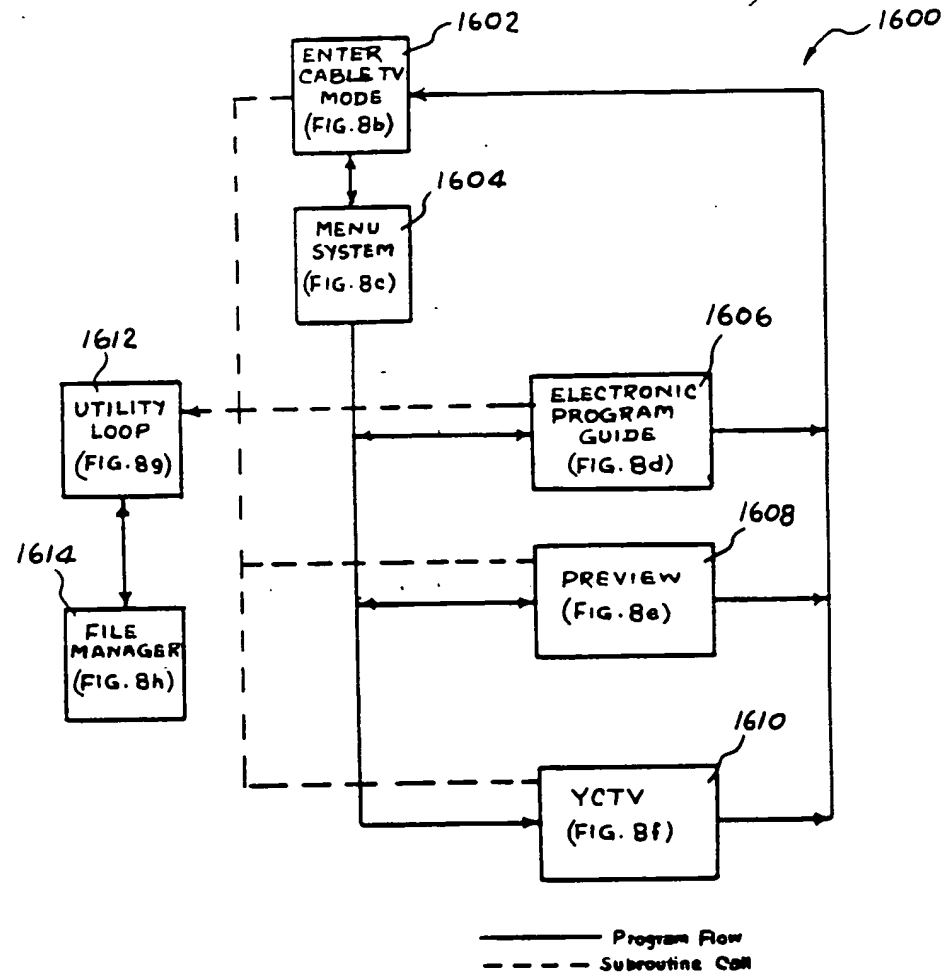 1600
1602
ENTER
CABLE TV
MODE
(FIG. 8b)
1604
MENU
SYSTEM
(FIG. 8c)
1606
ELECTRONIC
PROGRAM
GUIDE
(FIG. 8d)
1612
UTILITY
LOOP
(FIG. 8g)
1608
PREVIEW
(FIG. 8e)
1614
FILE
MANAGER
(FIG. 8h)
1610
YCTV
(FIG. 8f)
Program Flow
Subroutine Call